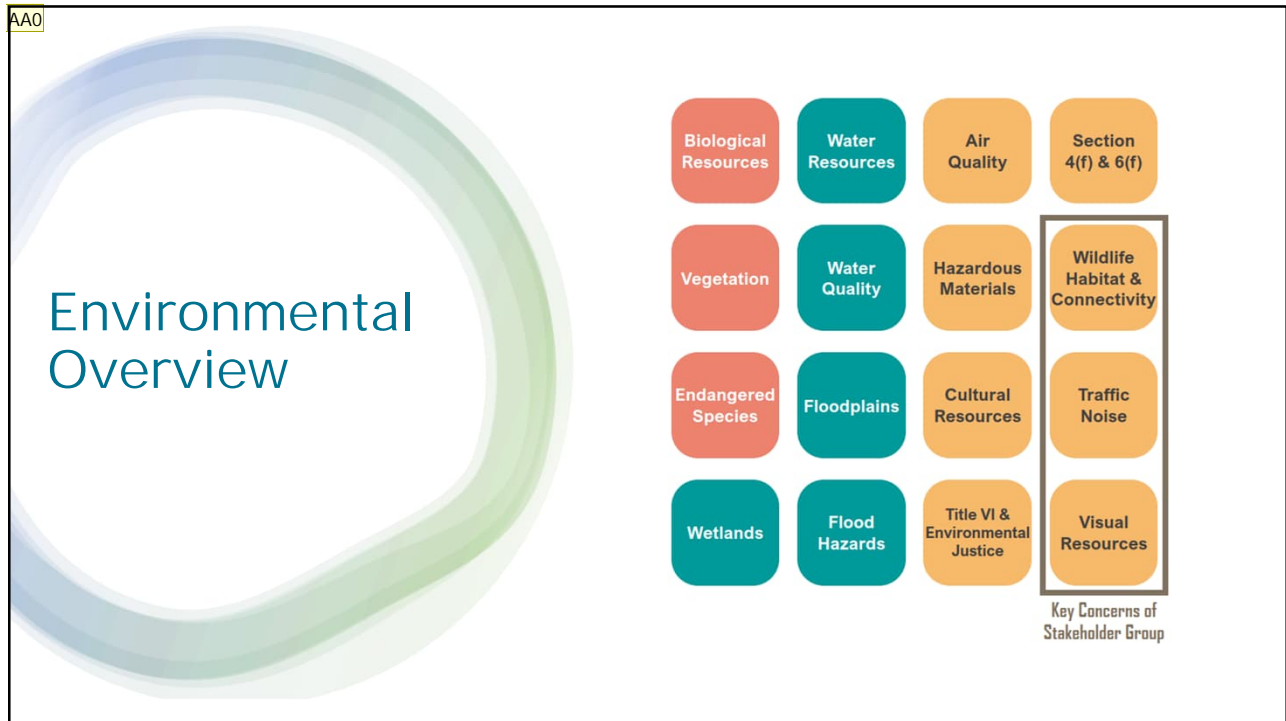 AA0
Environmental
Overview
Biological
Resources
Water
Resources
Air
Quality
Section
4(f) & 6(f)
Vegetation
Water
Quality
Hazardous
Materials
Wildlife
Habitat &
Connectivity
Endangered
Species
Floodplains
Cultural
Resources
Traffic
Noise
Wetlands
Flood
Hazards
Title VI &
Environmental
Justice
Visual
Resources
Key Concerns of
Stakeholder Group